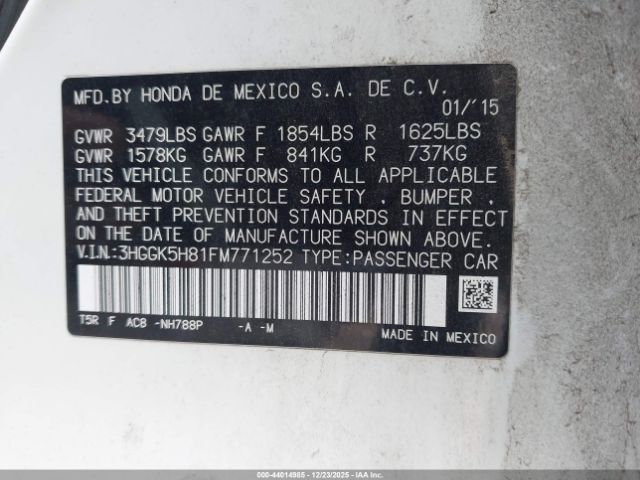 MFD.BY HONDA DE MEXICO S.A. DE C.V.
01/'15
GVWR 3479LBS GAWR F 1854LBS R 1625LBS
GVWR 1578KG GAWR F 841KG R 737KG
THIS VEHICLE CONFORMS TO ALL APPLICABLE
FEDERAL MOTOR VEHICLE SAFETY , BUMPER ,
AND THEFT PREVENTION STANDARDS IN EFFECT
ON THE DATE OF MANUFACTURE SHOWN ABOVE.
V.I.N.:3HGGK5H81FM771252 TYPE:PASSENGER CAR
T5R F AC8 -NH788P -A -M
MADE IN MEXICO
000-44014985 | 12/23/2025 | IAA Inc.